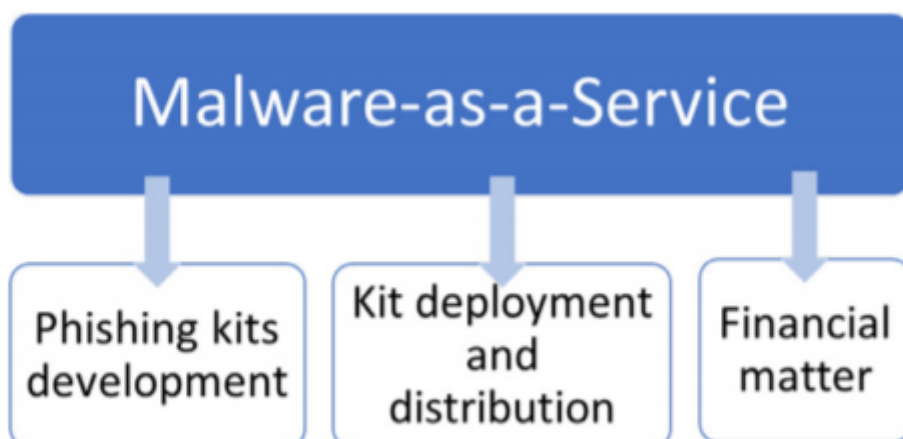 Malware-as-a-Service
Phishing kits
development
Kit deployment
and
distribution
Financial
matter